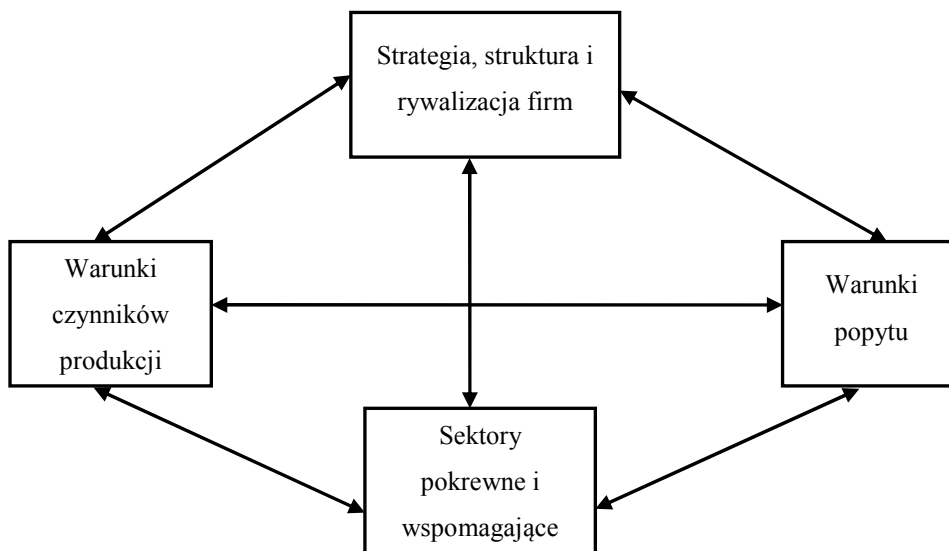 Strategia, struktura i
rywalizacja firm
Warunki
czynników
produkcji
Warunki
popytu
Sektory
pokrewne i
wspomagające